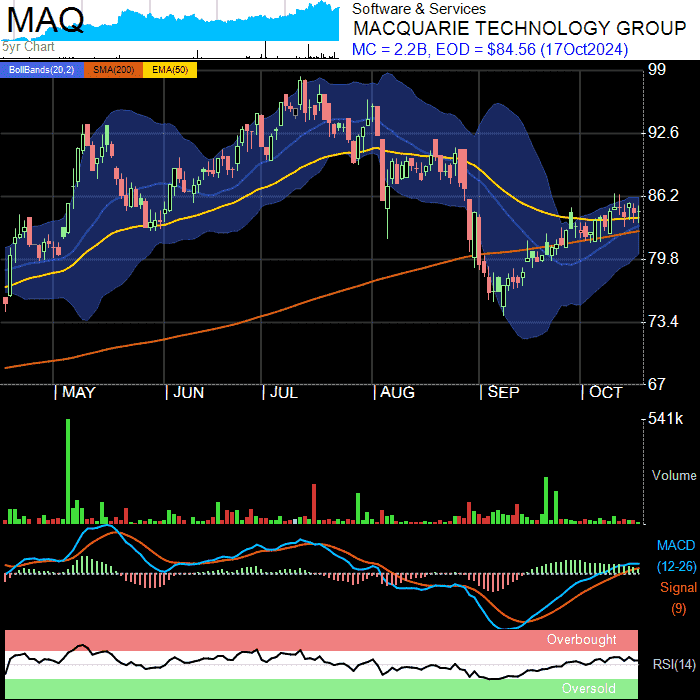 MAQ
5yr Chart
Software & Services
MACQUARIE TECHNOLOGY GROUP
MC = 2.2B, EOD = $84.56 (17Oct2024)
BollBands(20,2) SMA(200) EMA(50)
99
92.6
86.2
79.8
73.4
67
MAY JUN JUL AUG SEP OCT
541k
Volume
MACD
(12-26)
Signal
(9)
Overbought
RSI(14)
Oversold